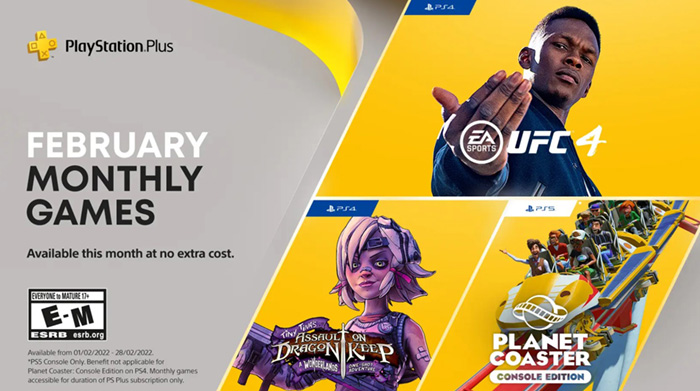 PlayStation.Plus
FEBRUARY
MONTHLY
GAMES
Available this month at no extra cost.
EVERYONE to MATURE 17+
E-M
ESRB esrb.org
Available from 01/02/2022 - 28/02/2022.
*PS5 Console Only. Benefit not applicable for
Planet Coaster: Console Edition on PS4. Monthly games
accessible for duration of PS Plus subscription only.
PS4
EA
SPORTS
UFC 4
PS4
TINY TINA'S
ASSAULT ON
DRAGON KEEP
A WONDERLANDS ONE-SHOT
ADVENTURE
PS5
PLANET
COASTER
CONSOLE EDITION